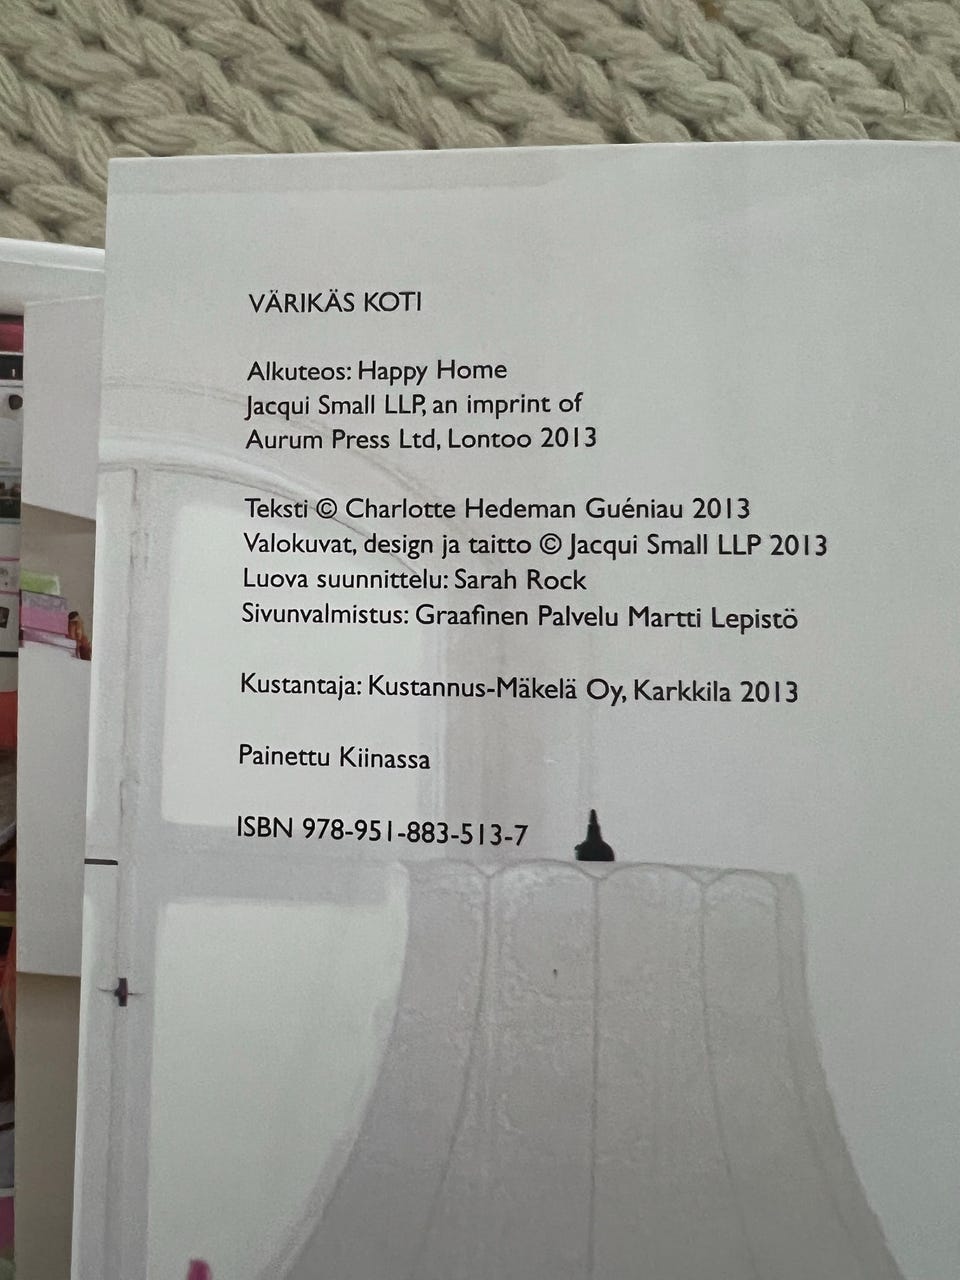 VÄRIKÄS KOTI
Alkuteos: Happy Home
Jacqui Small LLP, an imprint of
Aurum Press Ltd, Lontoo 2013
Teksti © Charlotte Hedeman Guéniau 2013
Valokuvat, design ja taitto © Jacqui Small LLP 2013
Luova suunnittelu: Sarah Rock
Sivunvalmistus: Graafinen Palvelu Martti Lepistö
Kustantaja: Kustannus-Mäkelä Oy, Karkkila 2013
Painettu Kiinassa
ISBN 978-951-883-513-7